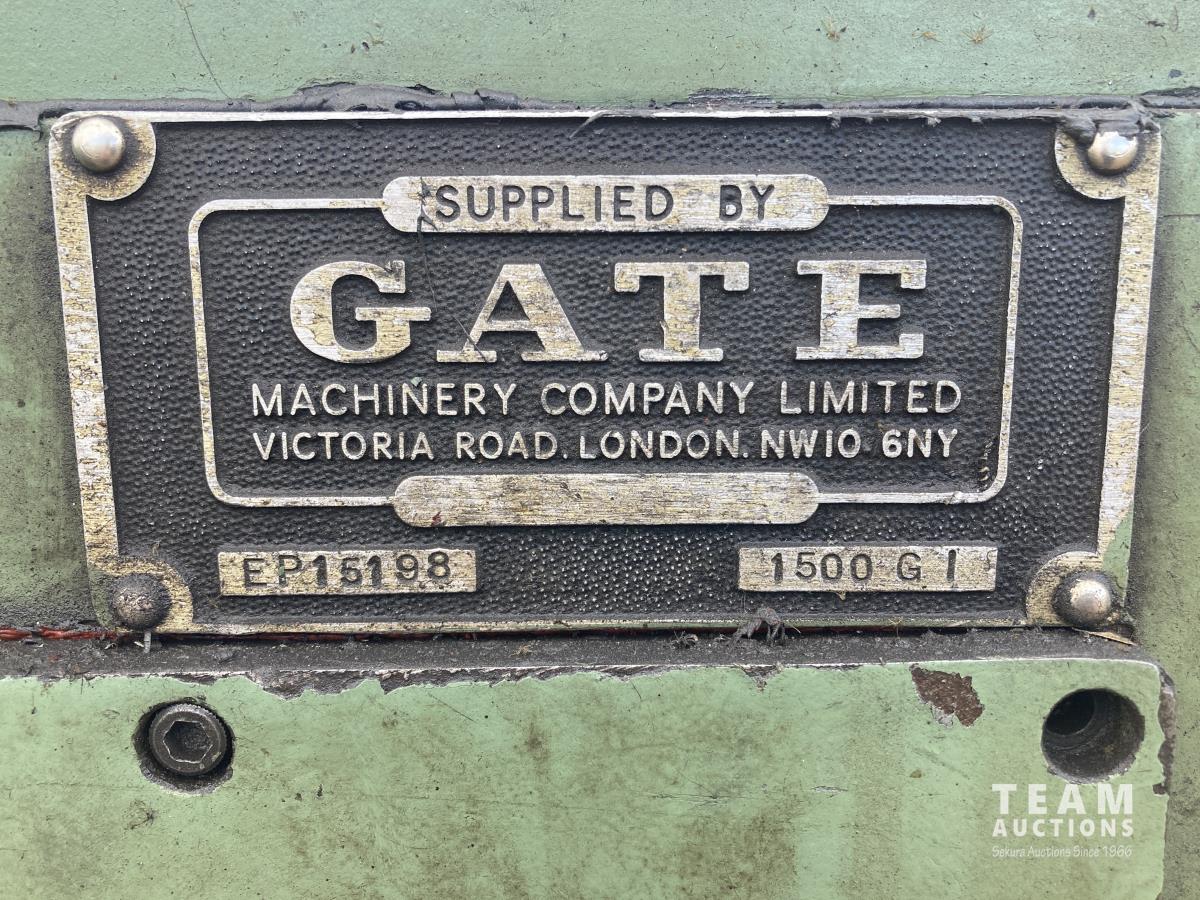 SUPPLIED BY
GATE
MACHINERY COMPANY LIMITED
VICTORIA ROAD. LONDON. NW10 6NY
EP15198
1500 G I
TEAM
AUCTIONS
Sekura Auctions Since 1966